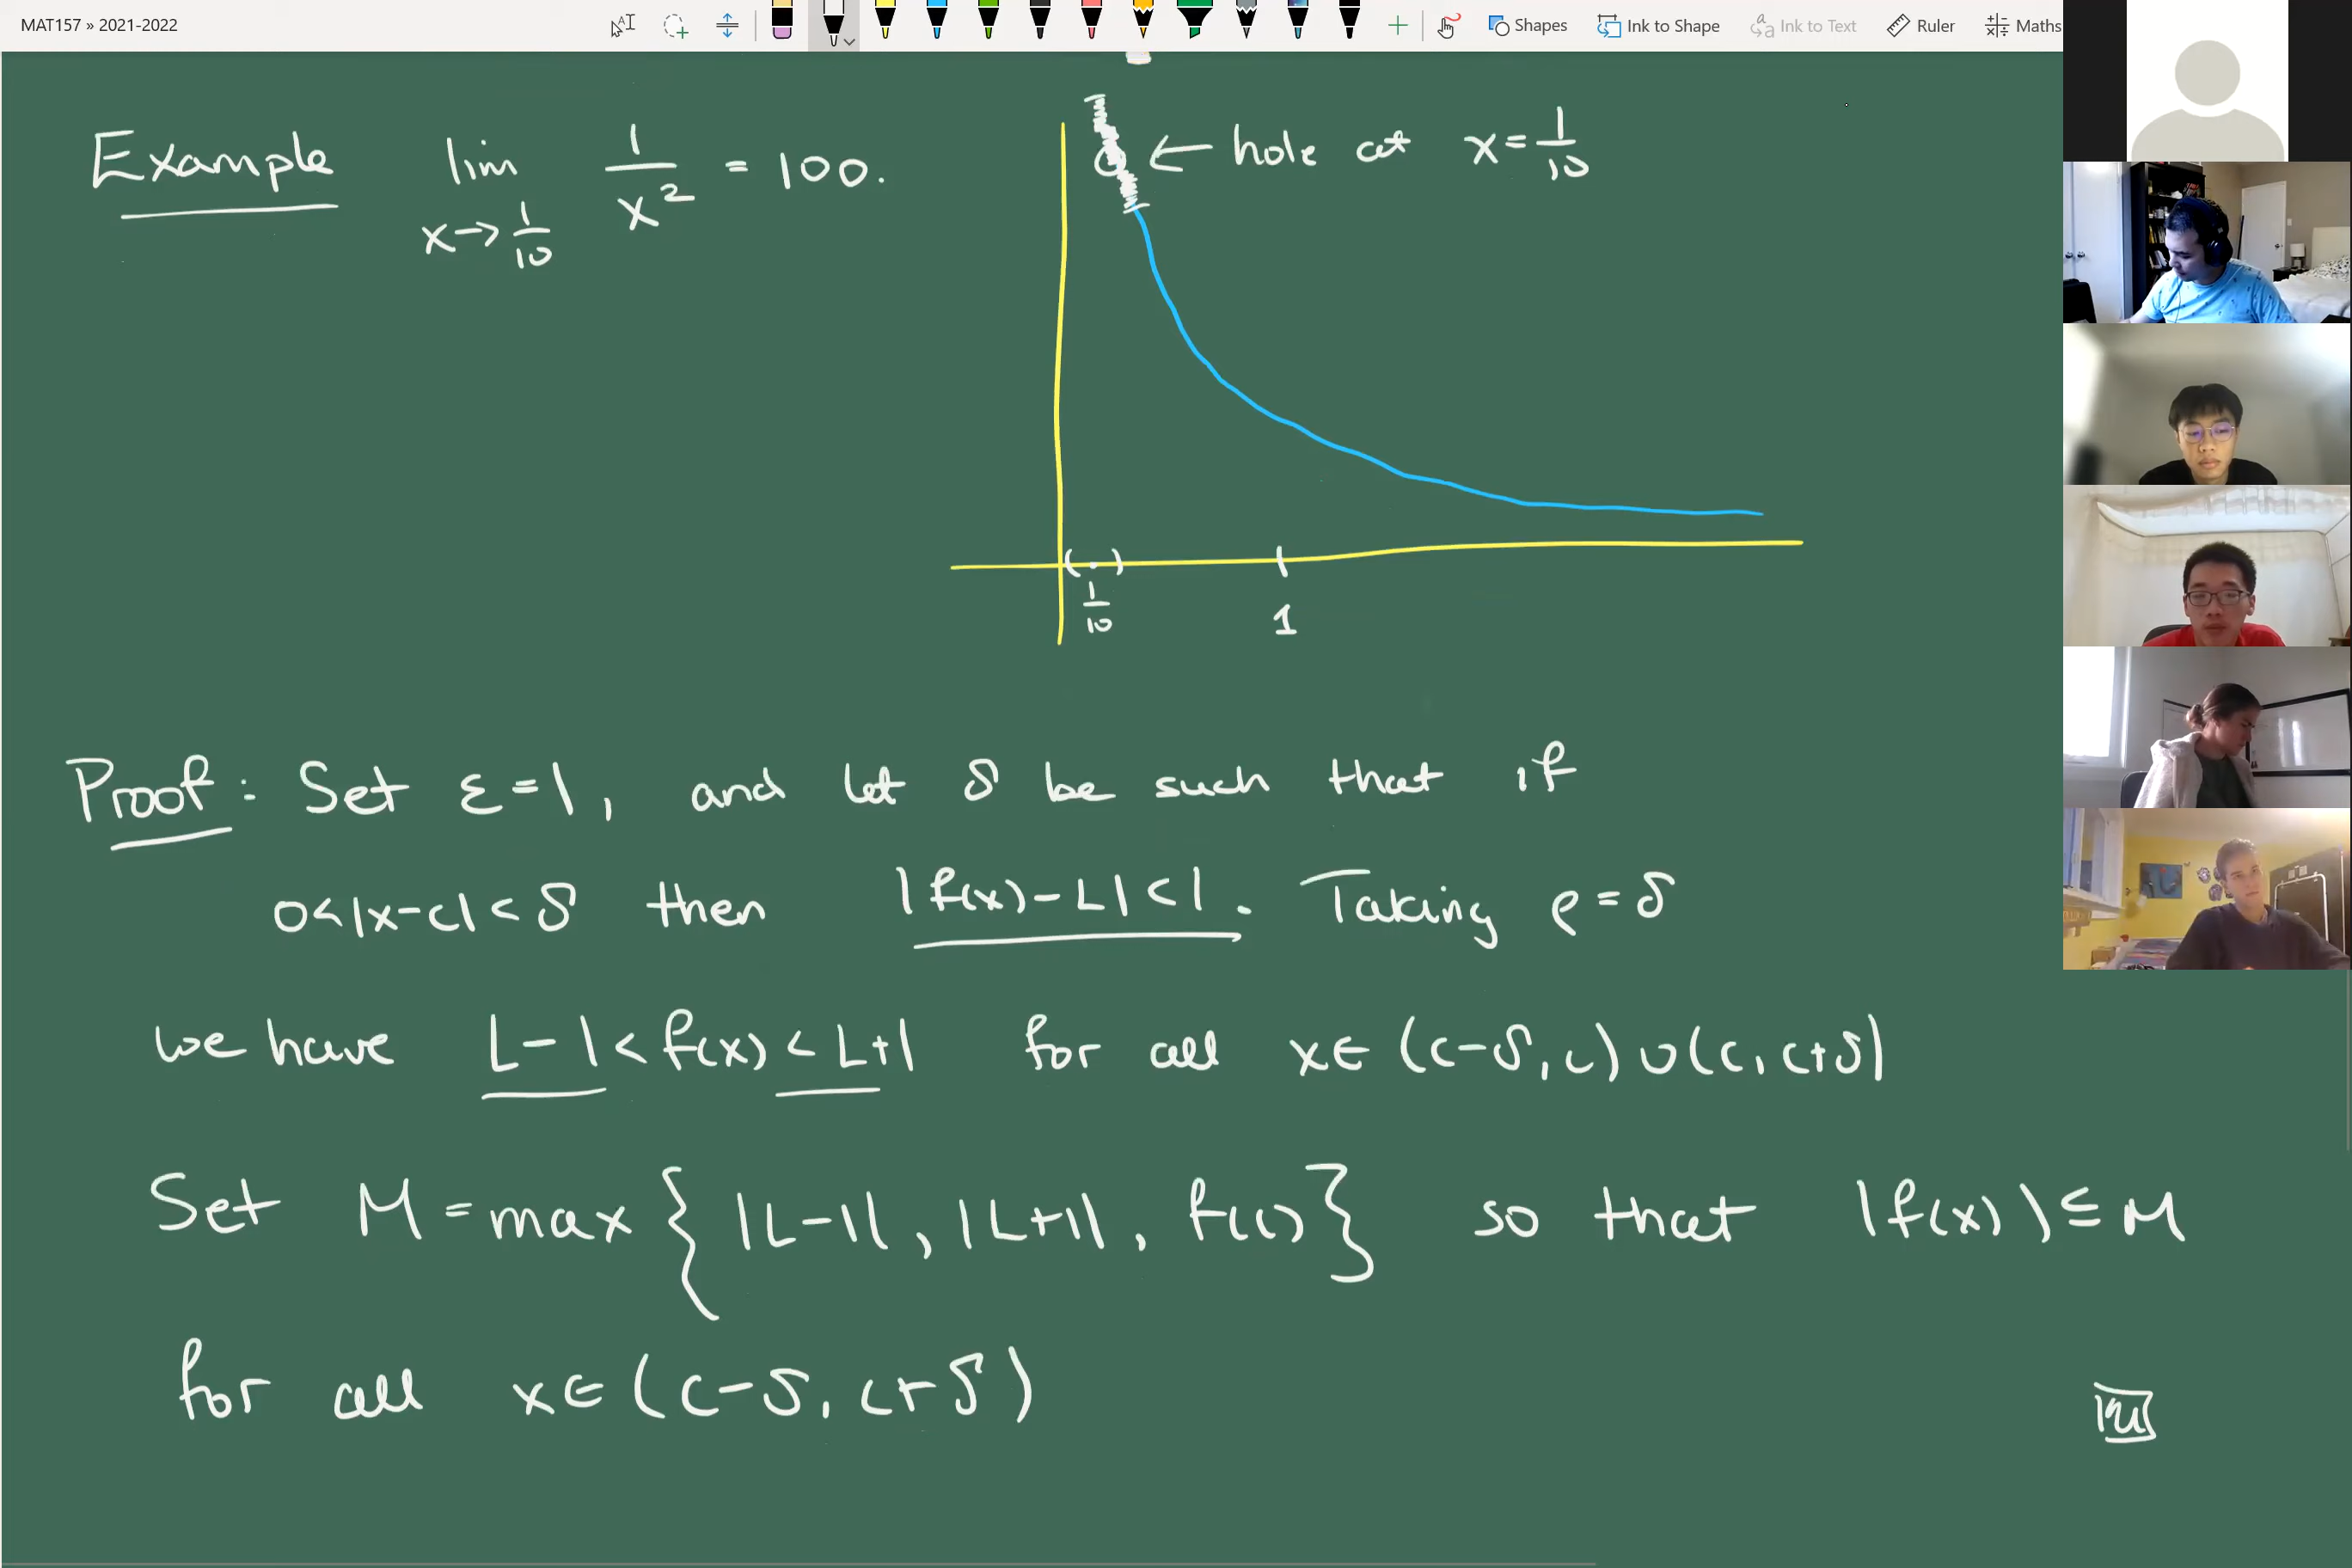 MAT157 » 2021-2022
Shapes
Ink to Shape
Ink to Text
Ruler
Maths
Example lim x→1/10 1/x² = 100.
← hole at x = 1/10
1/10
1
Proof: Set ε=1, and let δ be such that if
0<|x-c|<δ then |f(x)-L|<1. Taking ρ=δ
we have L-1<f(x)<L+1 for all x∈(c-δ,c)∪(c,c+δ)
Set M=max{|L-1|,|L+1|,f(c)} so that |f(x)|≤M
for all x∈(c-δ,c+δ)